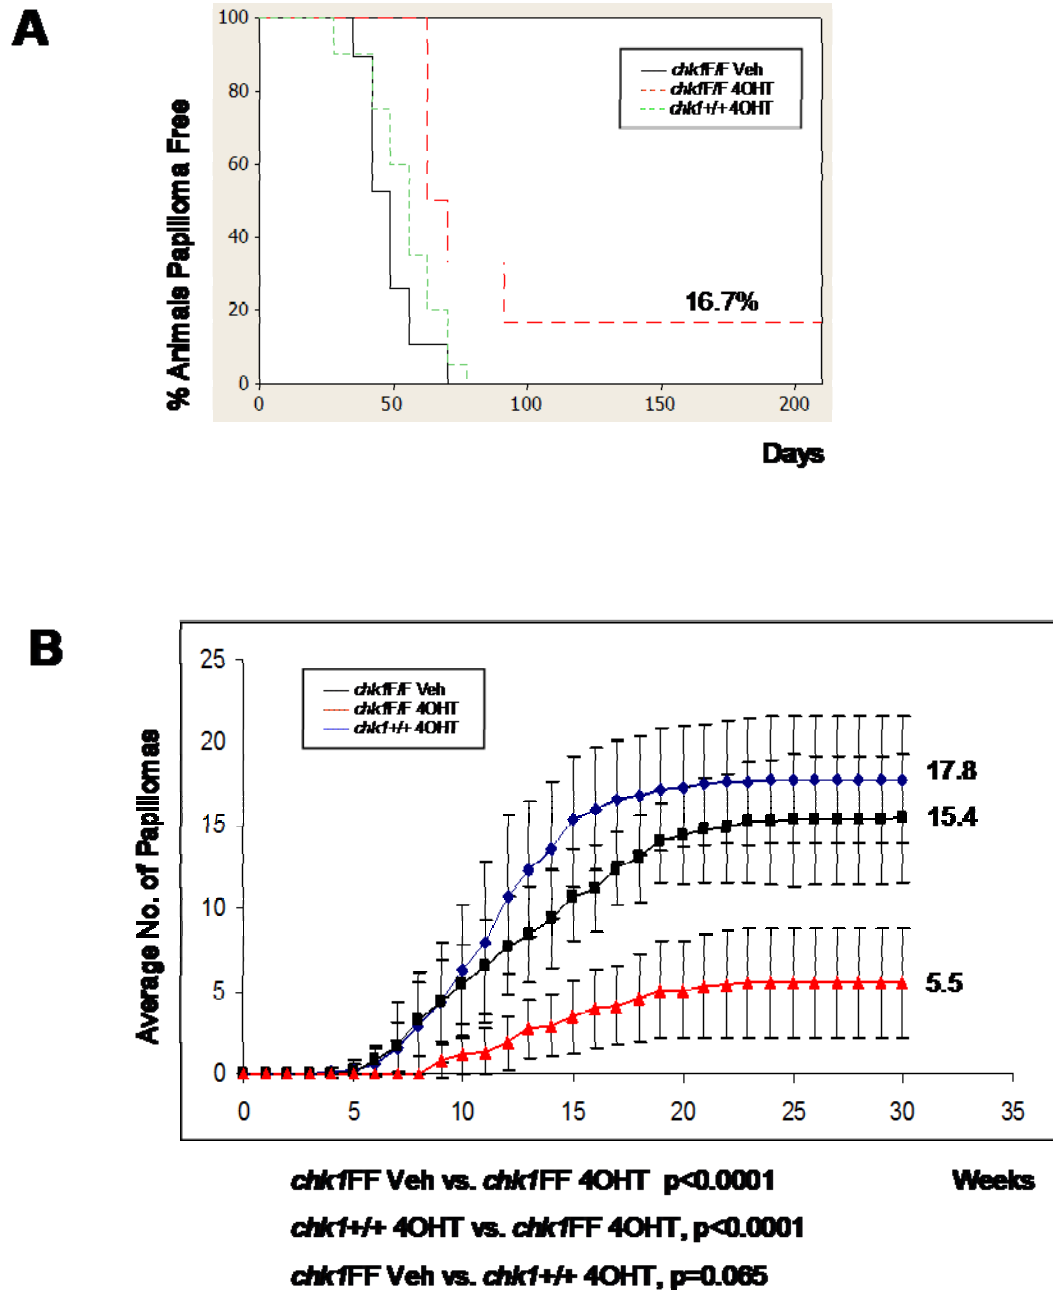 A
100
80
60
40
20
0
% Animals Papilloma Free
chk1F/F Veh
chk1F/F 4OHT
chk1+/+ 4OHT
16.7%
0 50 100 150 200
Days
B
25
20
15
10
5
0
Average No. of Papillomas
chk1F/F Veh
chk1F/F 4OHT
chk1+/+ 4OHT
17.8
15.4
5.5
0 5 10 15 20 25 30 35
chk1FF Veh vs. chk1FF 4OHT p<0.0001
Weeks
chk1+/+ 4OHT vs. chk1FF 4OHT, p<0.0001
chk1FF Veh vs. chk1+/+ 4OHT, p=0.065